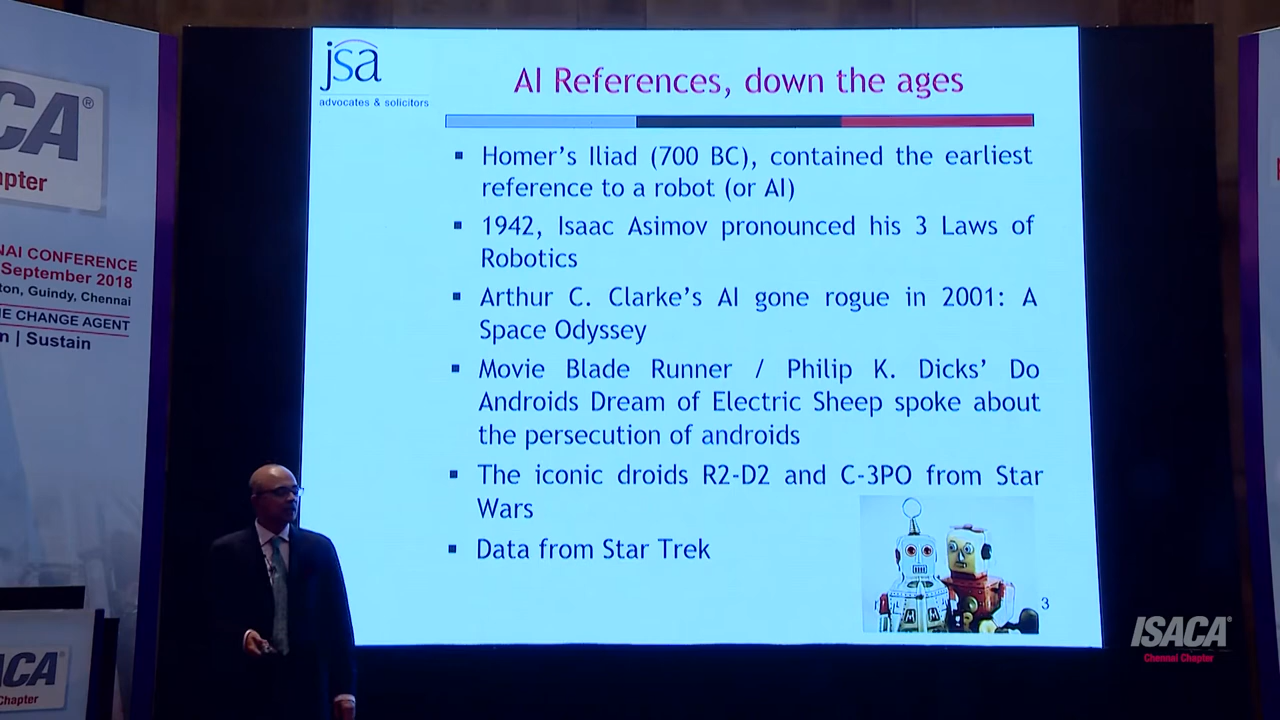 CA®
apter
NAI CONFERENCE
September 2018
ton, Guindy, Chennai
E CHANGE AGENT
n | Sustain
ACA
Chapter
jsa
advocates & solicitors
AI References, down the ages
▪ Homer's Iliad (700 BC), contained the earliest
reference to a robot (or AI)
▪ 1942, Isaac Asimov pronounced his 3 Laws of
Robotics
▪ Arthur C. Clarke's AI gone rogue in 2001: A
Space Odyssey
▪ Movie Blade Runner / Philip K. Dicks' Do
Androids Dream of Electric Sheep spoke about
the persecution of androids
▪ The iconic droids R2-D2 and C-3PO from Star
Wars
▪ Data from Star Trek
3
ISACA
Chennai Chapter